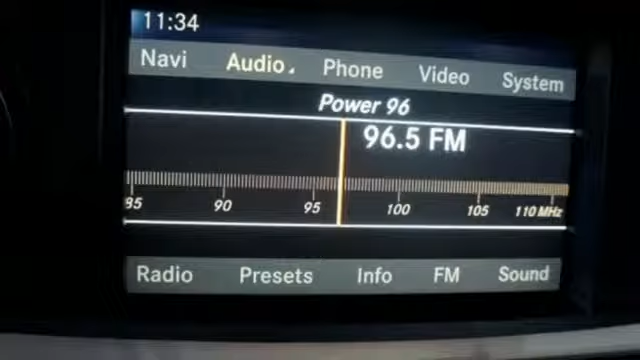 11:34
Navi Audio Phone Video System
Power 96
96.5 FM
85 90 95 100 105 110 MHz
Radio Presets Info FM Sound